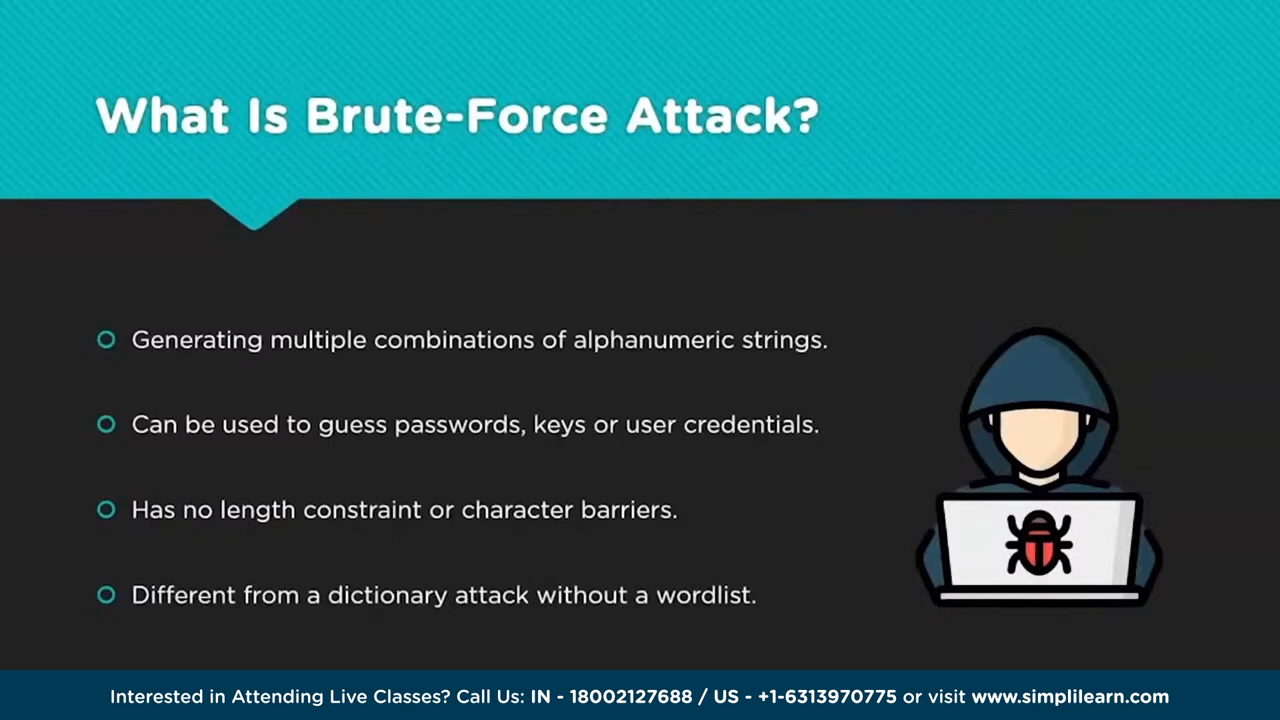 What Is Brute-Force Attack?
Generating multiple combinations of alphanumeric strings.
Can be used to guess passwords, keys or user credentials.
Has no length constraint or character barriers.
Different from a dictionary attack without a wordlist.
Interested in Attending Live Classes? Call Us: IN - 18002127688 / US - +1-6313970775 or visit www.simplilearn.com